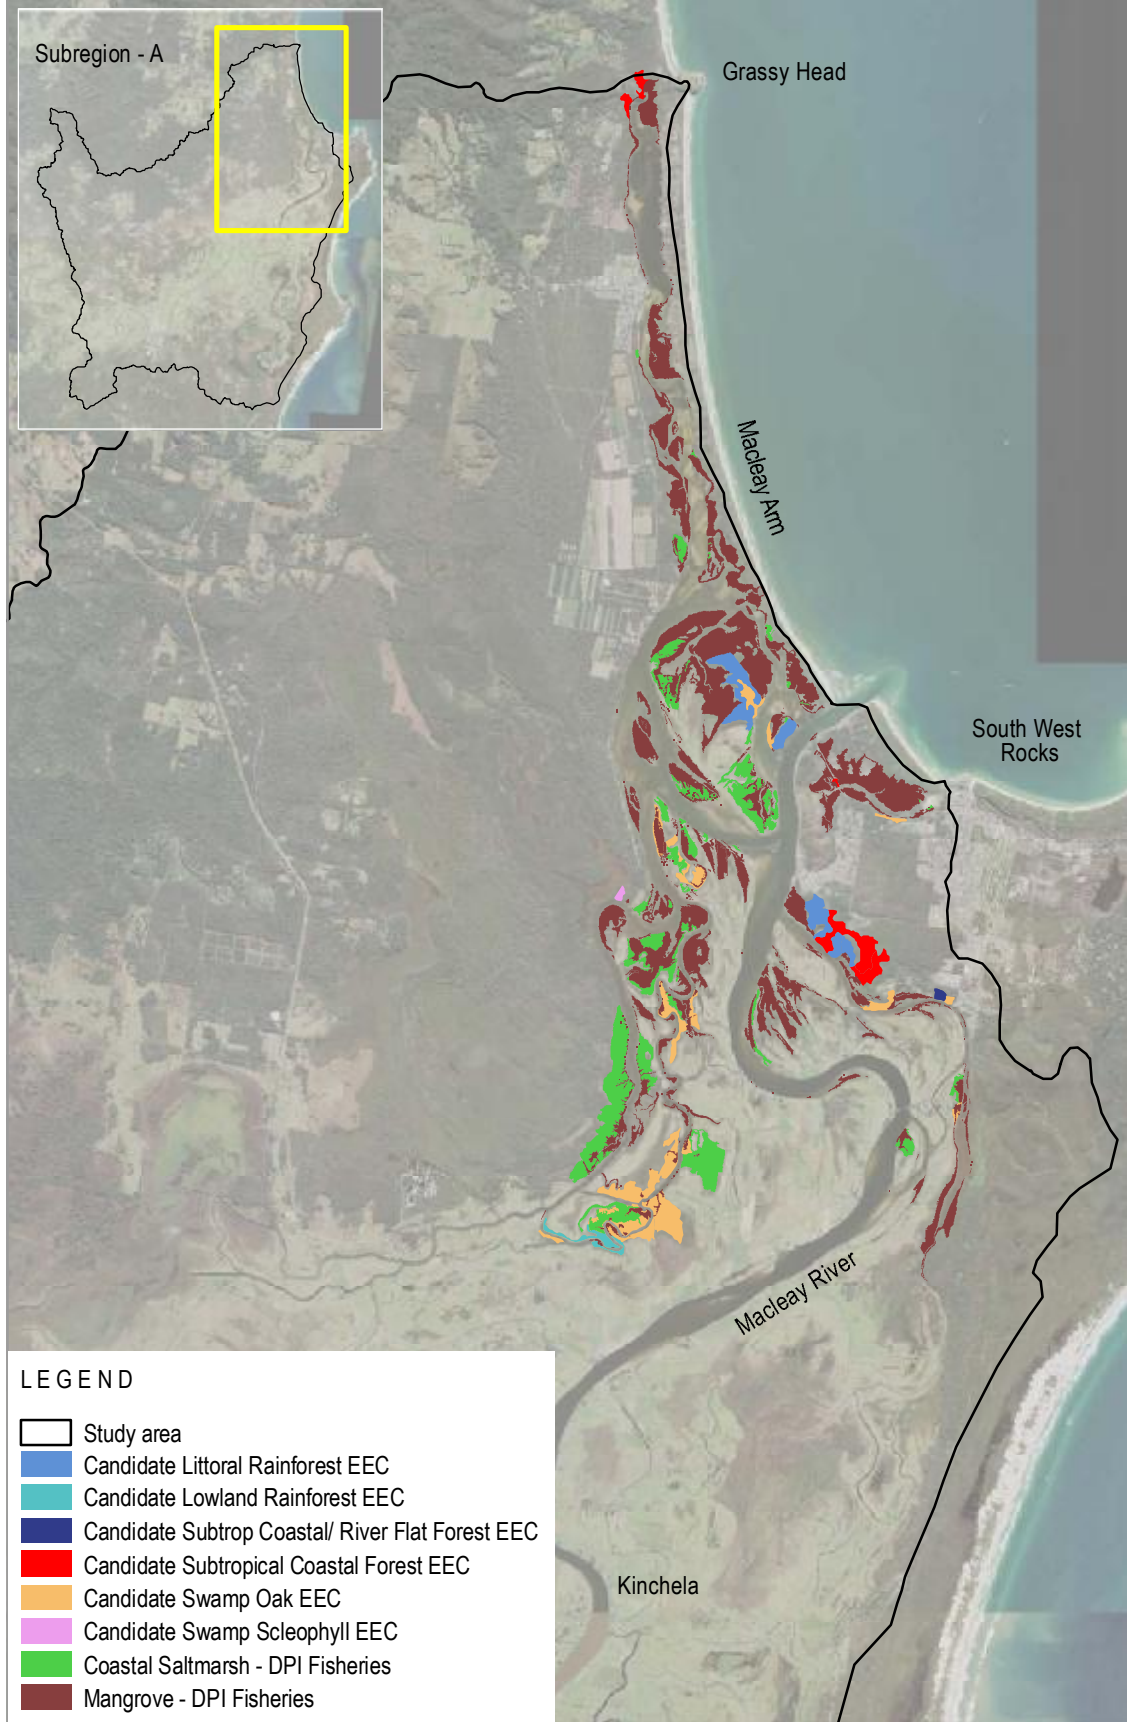 Subregion - A
Grassy Head
Macleay Arm
South West
Rocks
Macleay River
Kinchela
LEGEND
Study area
Candidate Littoral Rainforest EEC
Candidate Lowland Rainforest EEC
Candidate Subtrop Coastal/ River Flat Forest EEC
Candidate Subtropical Coastal Forest EEC
Candidate Swamp Oak EEC
Candidate Swamp Scleophyll EEC
Coastal Saltmarsh - DPI Fisheries
Mangrove - DPI Fisheries